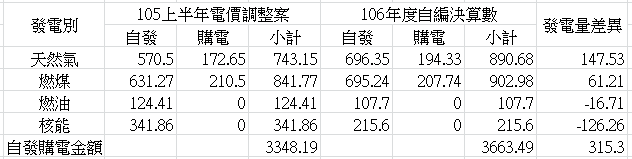 發電別 105上半年電價調整案 106年度自編決算數 發電量差異
自發 購電 小計 自發 購電 小計
天然氣 570.5 172.65 743.15 696.35 194.33 890.68 147.53
燃煤 631.27 210.5 841.77 695.24 207.74 902.98 61.21
燃油 124.41 0 124.41 107.7 0 107.7 -16.71
核能 341.86 0 341.86 215.6 0 215.6 -126.26
自發購電金額 3348.19 3663.49 315.3